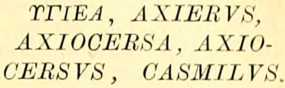 ΥΓΙΕΑ, AXIERVS,
AXIOCERSA, AXIO-
CERSVS, CASMILVS.